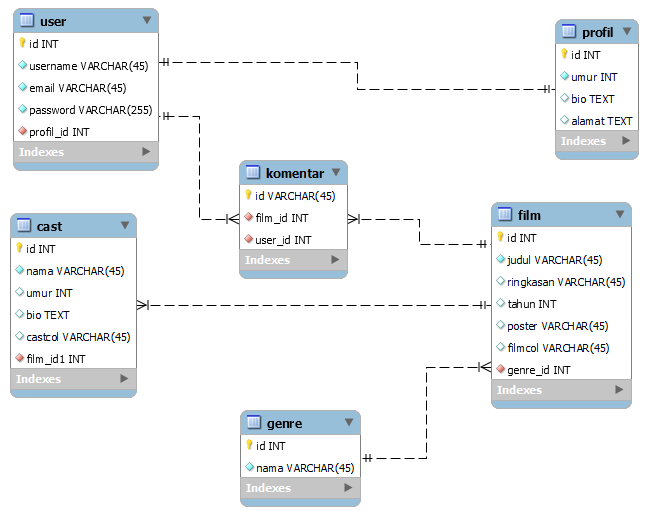 user
id INT
username VARCHAR(45)
email VARCHAR(45)
password VARCHAR(255)
profil_id INT
Indexes
profil
id INT
umur INT
bio TEXT
alamat TEXT
Indexes
komentar
id VARCHAR(45)
film_id INT
user_id INT
Indexes
cast
id INT
nama VARCHAR(45)
umur INT
bio TEXT
castcol VARCHAR(45)
film_id1 INT
Indexes
film
id INT
judul VARCHAR(45)
ringkasan VARCHAR(45)
tahun INT
poster VARCHAR(45)
filmcol VARCHAR(45)
genre_id INT
Indexes
genre
id INT
nama VARCHAR(45)
Indexes